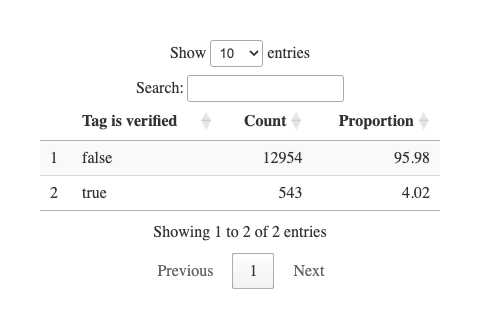 Show 10 entries
Search:
Tag is verified Count Proportion
1 false 12954 95.98
2 true 543 4.02
Showing 1 to 2 of 2 entries
Previous 1 Next